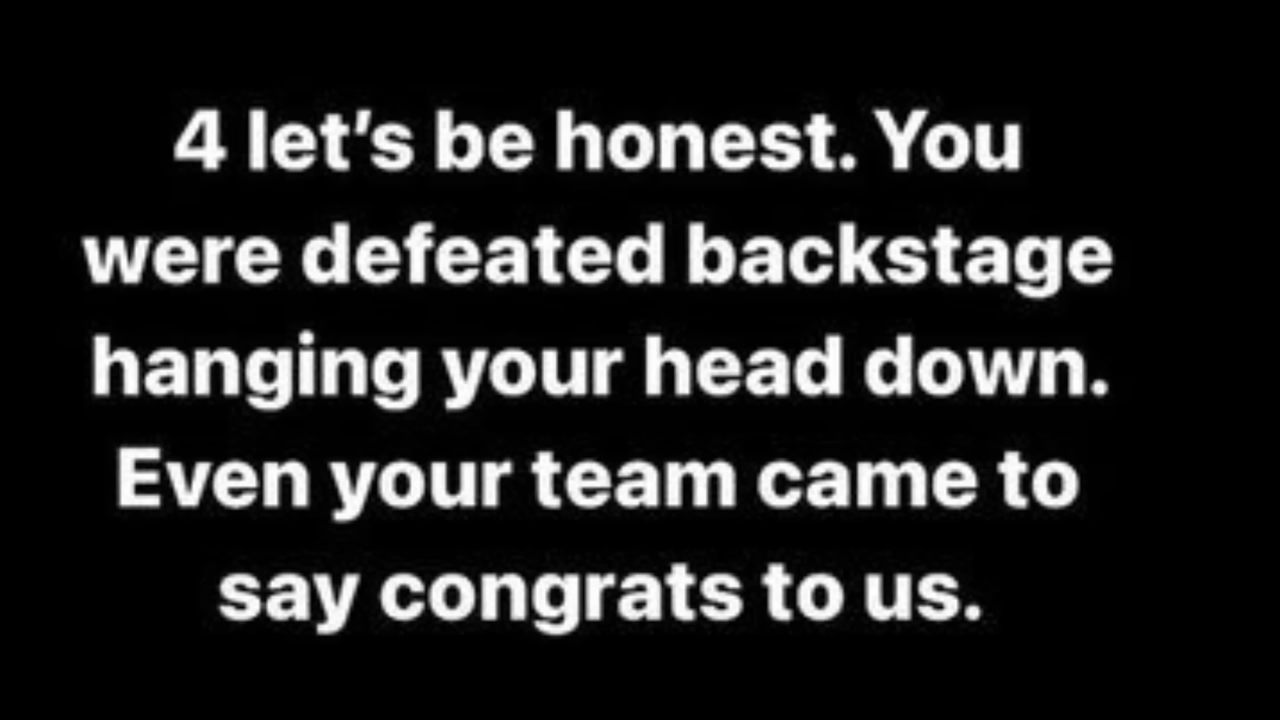 4 let’s be honest. You
were defeated backstage
hanging your head down.
Even your team came to
say congrats to us.